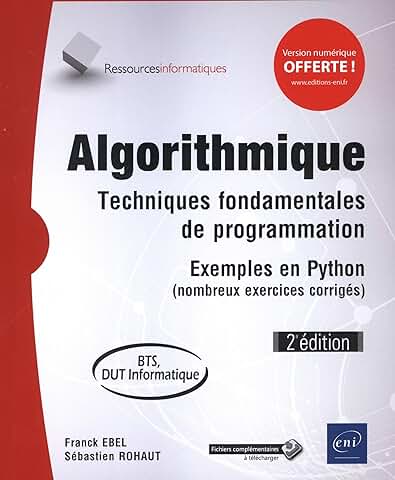 Ressourcesinformatiques
Version numérique
OFFERTE !
www.editions-eni.fr
Algorithmique
Techniques fondamentales
de programmation
Exemples en Python
(nombreux exercices corrigés)
2e édition
BTS,
DUT Informatique
Franck EBEL
Sébastien ROHAUT
Fichiers complémentaires
à télécharger
eni